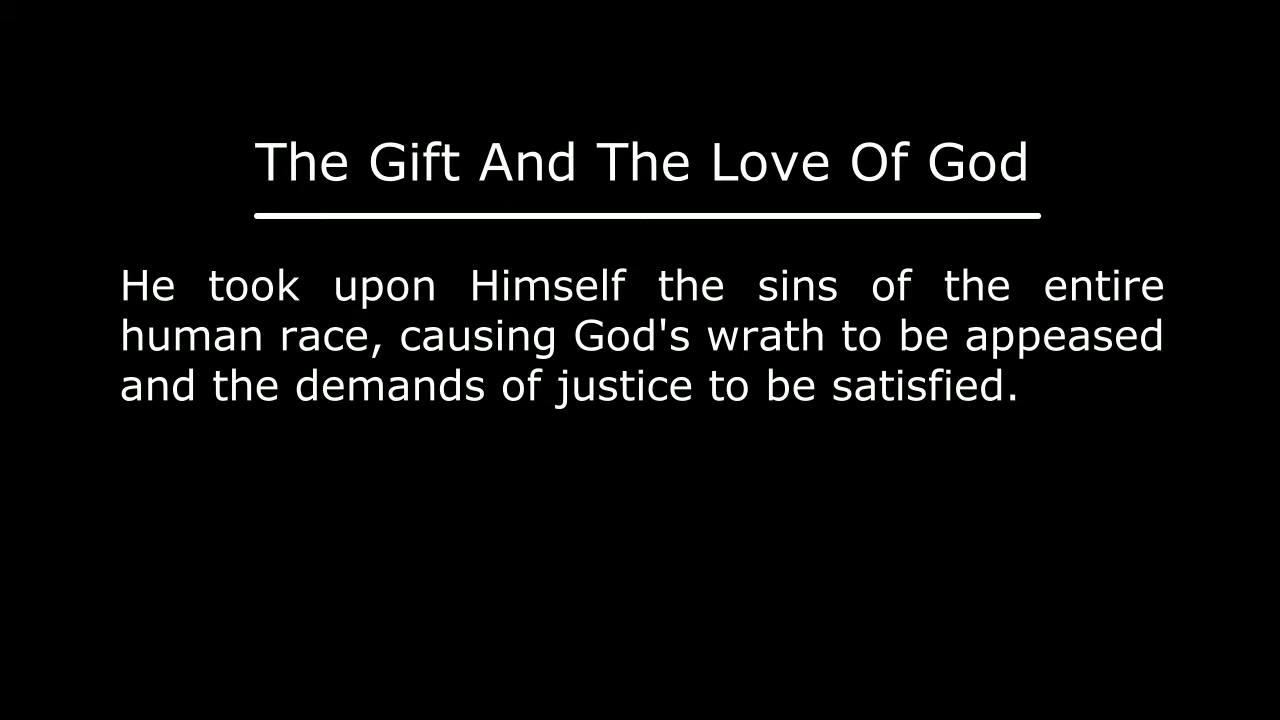 The Gift And The Love Of God
He took upon Himself the sins of the entire
human race, causing God's wrath to be appeased
and the demands of justice to be satisfied.